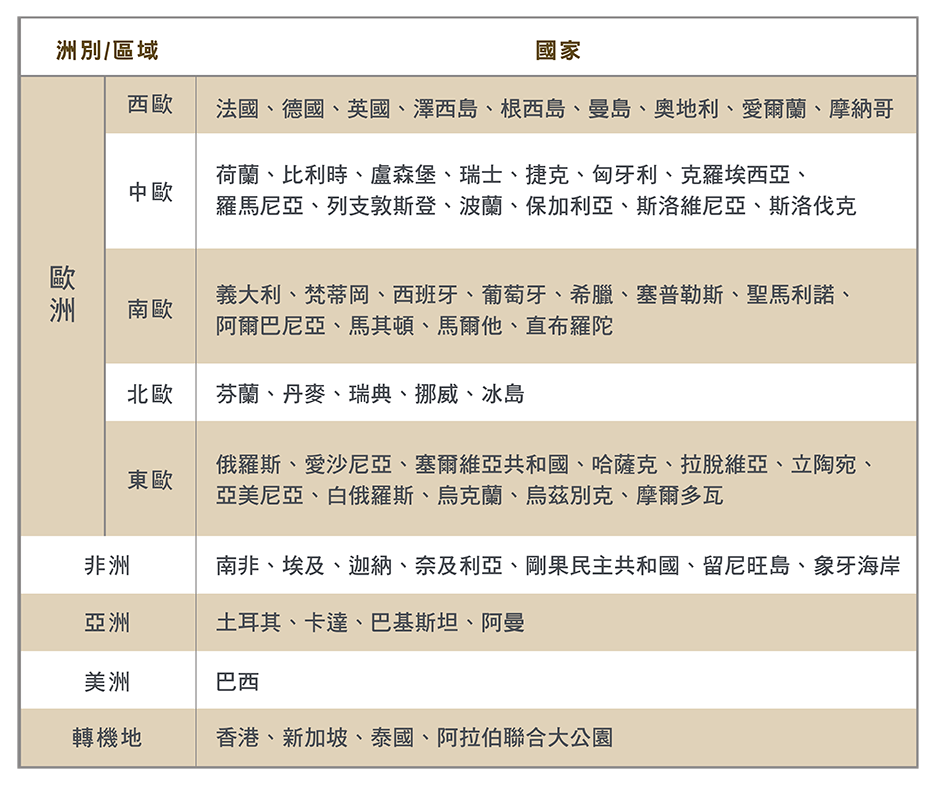 洲別/區域 國家
歐洲
西歐 法國、德國、英國、澤西島、根西島、曼島、奧地利、愛爾蘭、摩納哥
中歐 荷蘭、比利時、盧森堡、瑞士、捷克、匈牙利、克羅埃西亞、
羅馬尼亞、列支敦斯登、波蘭、保加利亞、斯洛維尼亞、斯洛伐克
南歐 義大利、梵蒂岡、西班牙、葡萄牙、希臘、塞普勒斯、聖馬利諾、
阿爾巴尼亞、馬其頓、馬爾他、直布羅陀
北歐 芬蘭、丹麥、瑞典、挪威、冰島
東歐 俄羅斯、愛沙尼亞、塞爾維亞共和國、哈薩克、拉脫維亞、立陶宛、
亞美尼亞、白俄羅斯、烏克蘭、烏茲別克、摩爾多瓦
非洲 南非、埃及、迦納、奈及利亞、剛果民主共和國、留尼旺島、象牙海岸
亞洲 土耳其、卡達、巴基斯坦、阿曼
美洲 巴西
轉機地 香港、新加坡、泰國、阿拉伯聯合大公園